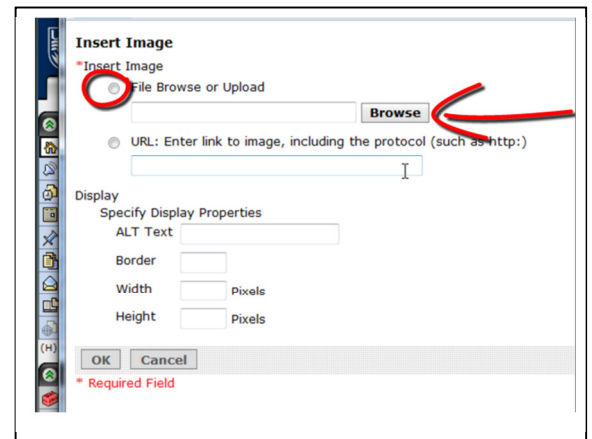 Insert Image
*Insert Image
File Browse or Upload
Browse
URL: Enter link to image, including the protocol (such as http:)
Display
Specify Display Properties
ALT Text
Border
Width Pixels
Height Pixels
(H)
OK Cancel
* Required Field